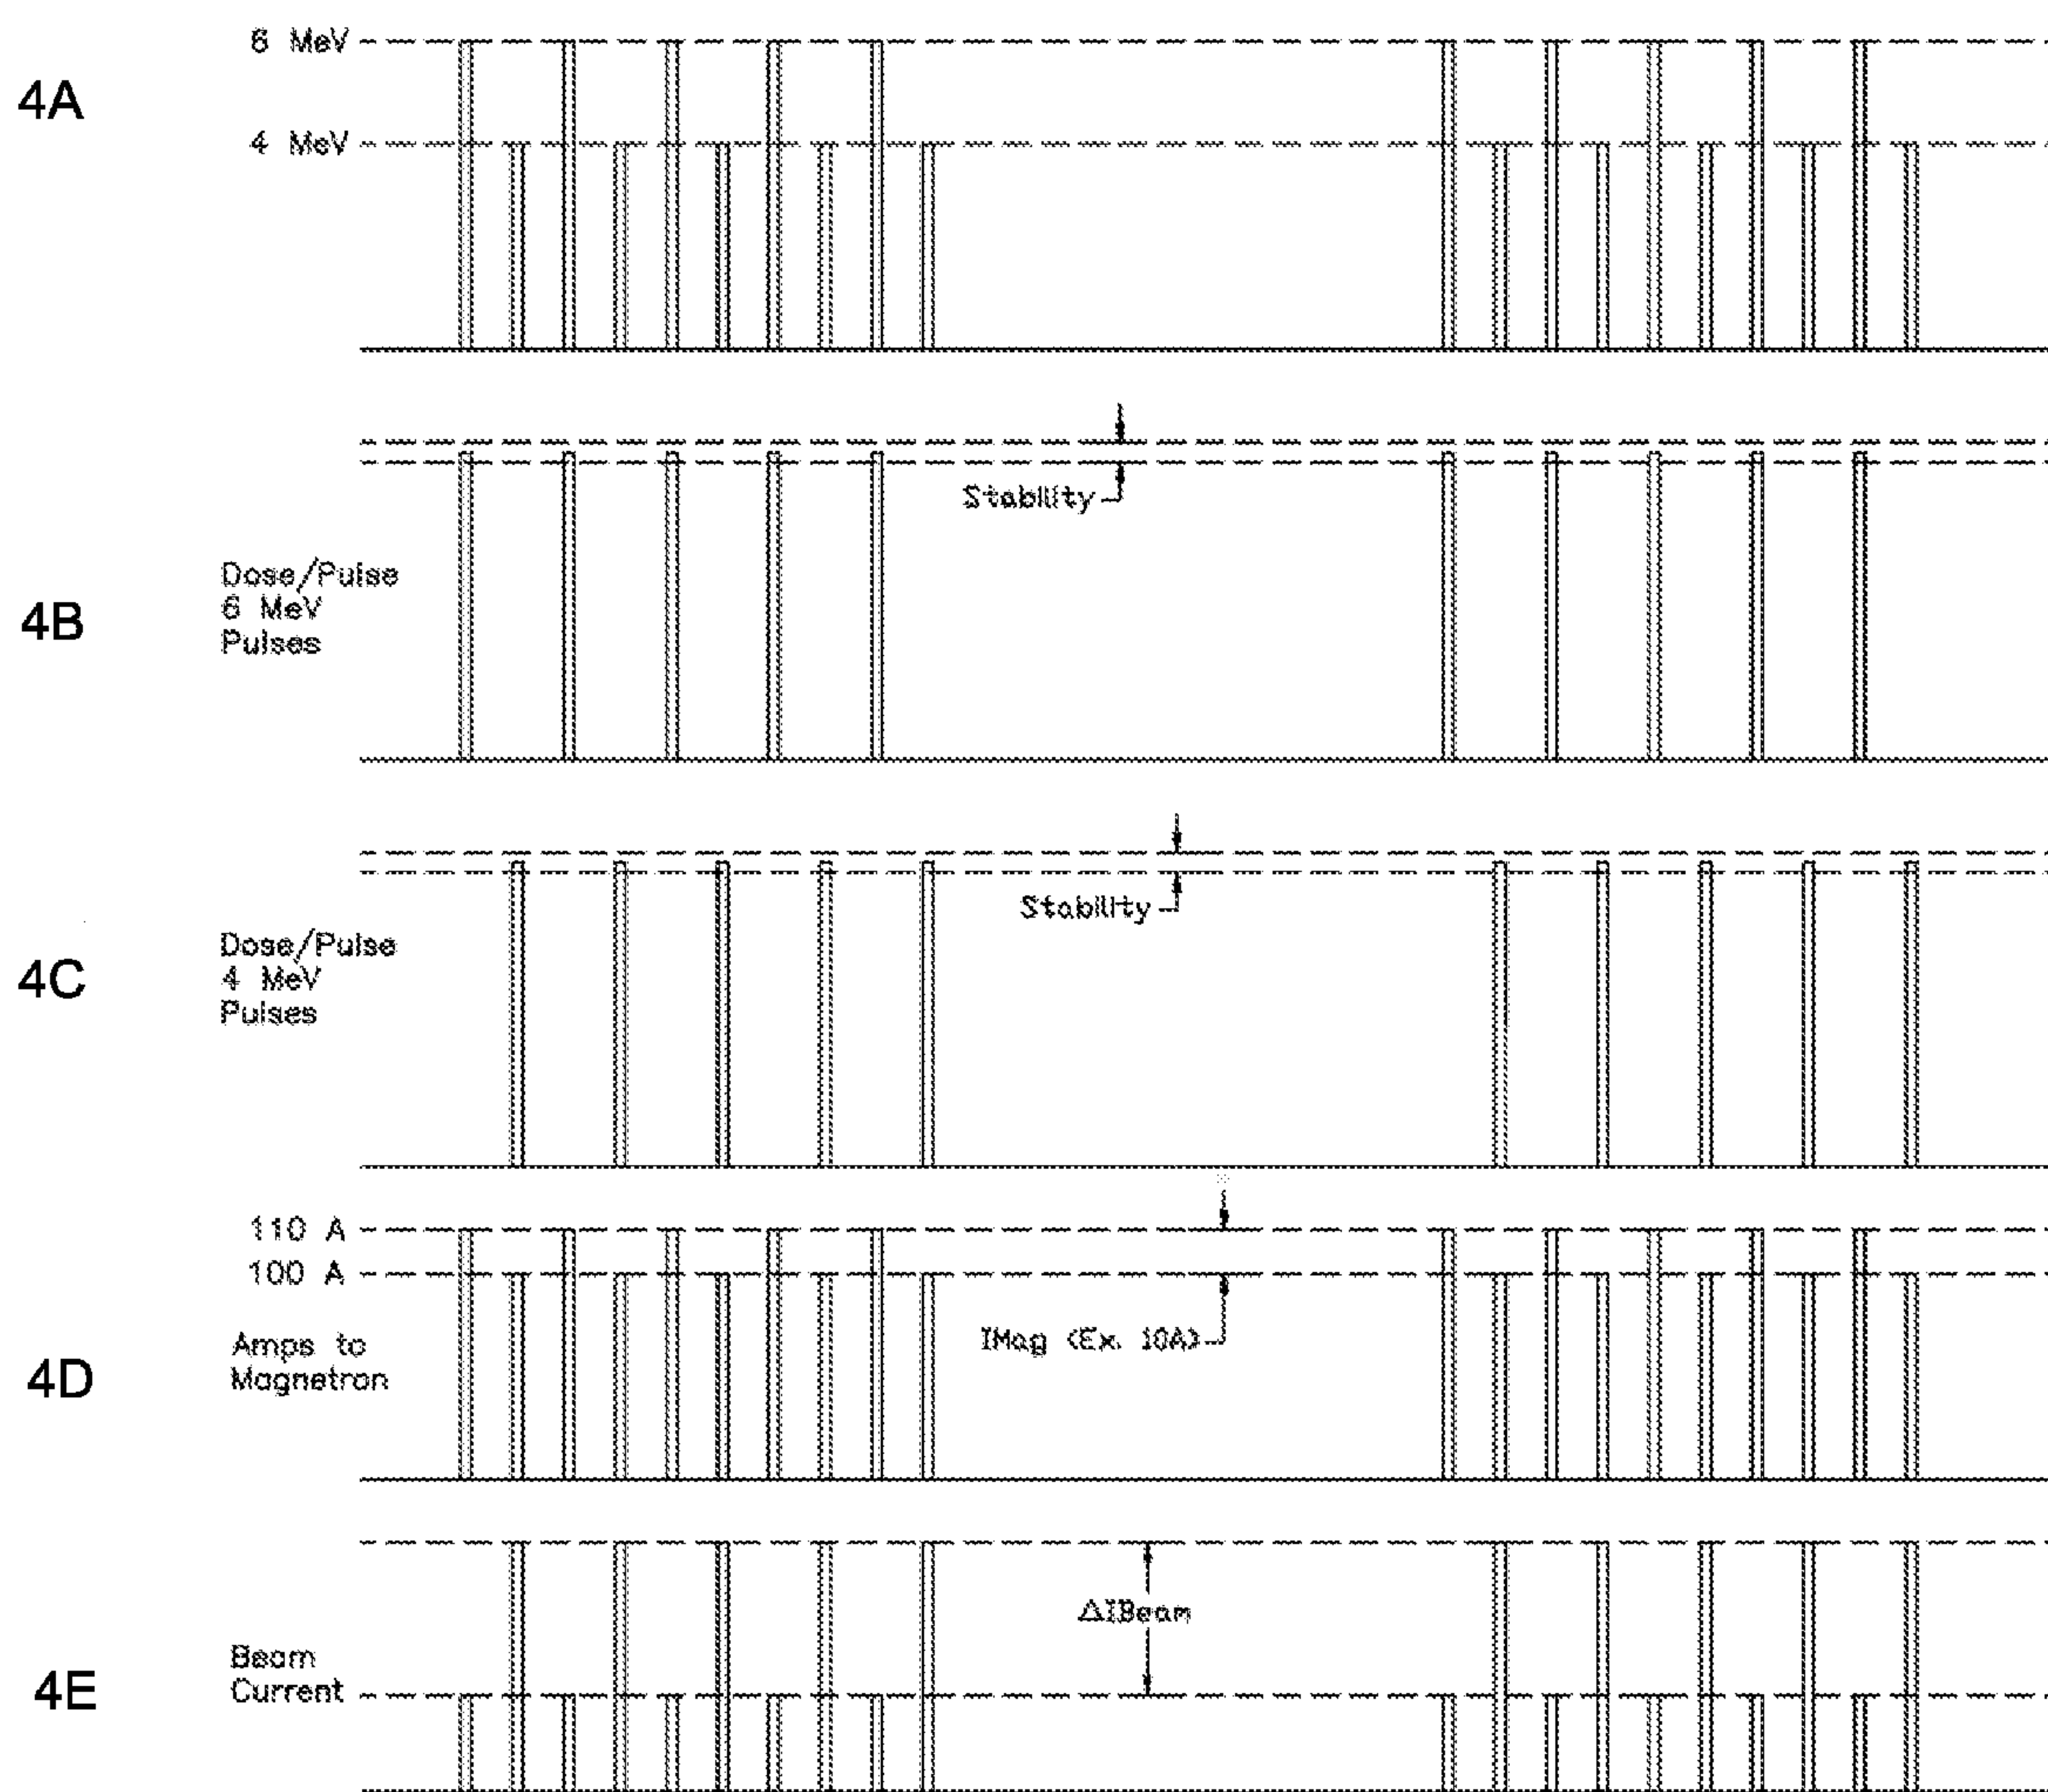 6 MeV
4A
4 MeV
Stability
Dose/Pulse
6 MeV
Pulses
4B
Stability
Dose/Pulse
4 MeV
Pulses
4C
110 A
100 A
IMag (Ex. 10A)
Amps to
Magnetron
4D
ΔIBeam
Beam
Current
4E